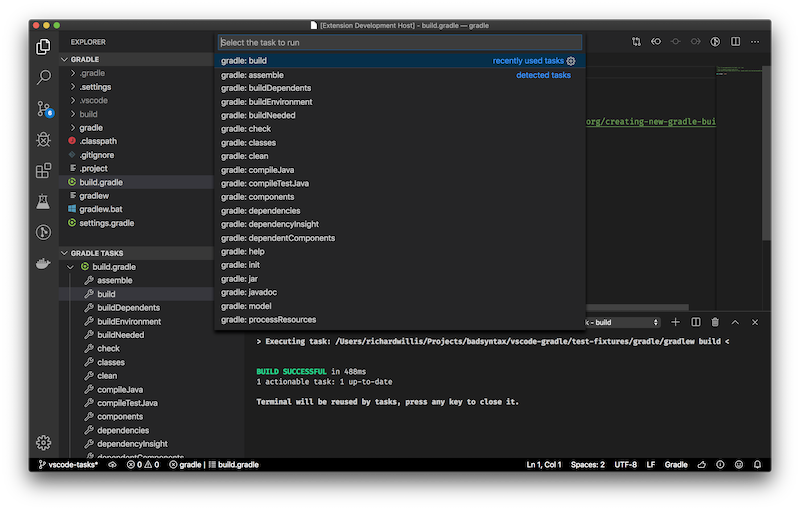 [Extension Development Host] - build.gradle — gradle
EXPLORER
GRADLE
.gradle
.settings
.vscode
build
gradle
.classpath
.gitignore
.project
build.gradle
gradlew
gradlew.bat
settings.gradle
6
GRADLE TASKS
build.gradle
assemble
build
buildDependents
buildEnvironment
buildNeeded
check
classes
clean
compileJava
compileTestJava
components
dependencies
dependencyInsight
dependentComponents
Select the task to run
gradle: build recently used tasks
gradle: assemble detected tasks
gradle: buildDependents
gradle: buildEnvironment
gradle: buildNeeded
gradle: check
gradle: classes
gradle: clean
gradle: compileJava
gradle: compileTestJava
gradle: components
gradle: dependencies
gradle: dependencyInsight
gradle: dependentComponents
gradle: help
gradle: init
gradle: jar
gradle: javadoc
gradle: model
gradle: processResources
org/creating-new-gradle-bui
k - build
> Executing task: /Users/richardwillis/Projects/badsyntax/vscode-gradle/test-fixtures/gradle/gradlew build <
BUILD SUCCESSFUL in 488ms
1 actionable task: 1 up-to-date
Terminal will be reused by tasks, press any key to close it.
vscode-tasks* 0 0 gradle | build.gradle Ln 1, Col 1 Spaces: 2 UTF-8 LF Gradle